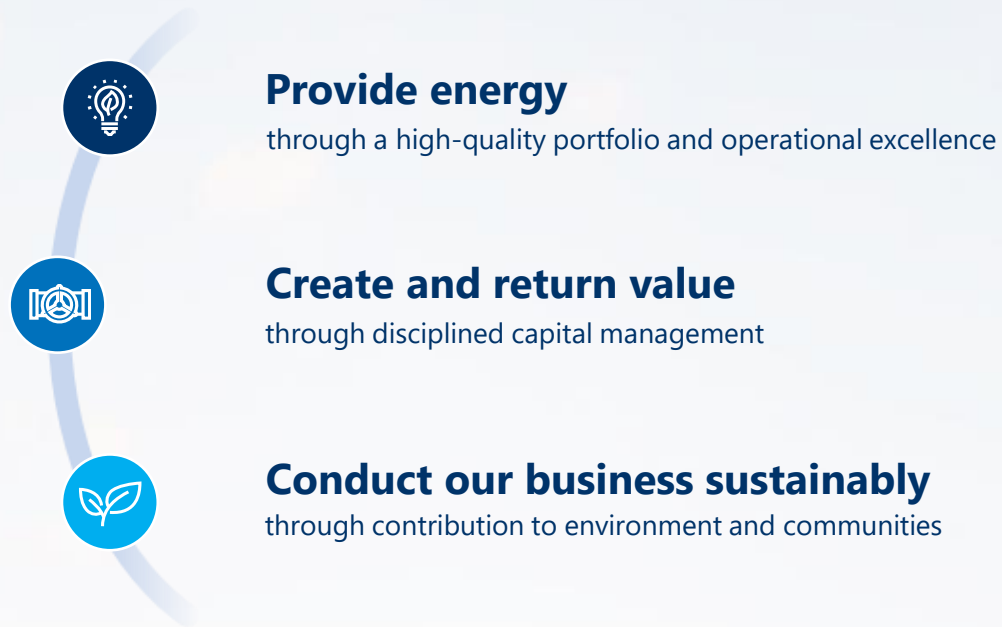 Provide energy
through a high-quality portfolio and operational excellence
Create and return value
through disciplined capital management
Conduct our business sustainably
through contribution to environment and communities